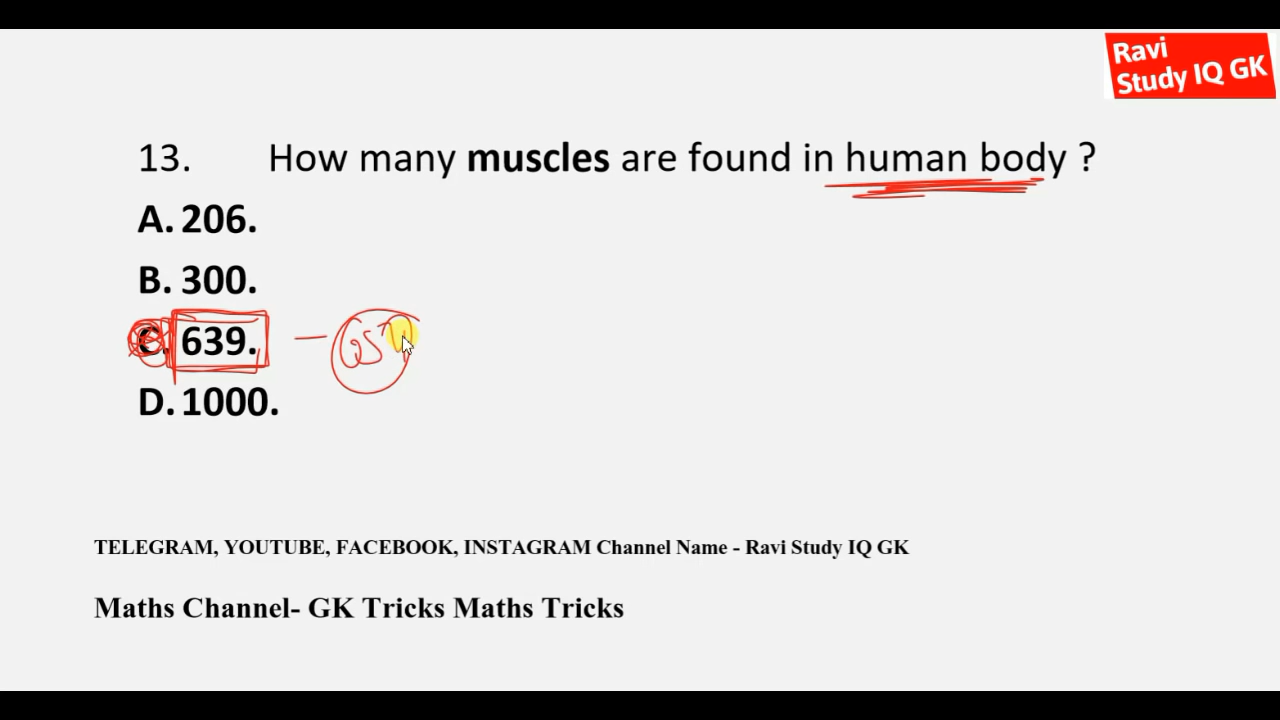 Ravi
Study IQ GK
13. How many muscles are found in human body ?
A. 206.
B. 300.
C. 639.
D. 1000.
TELEGRAM, YOUTUBE, FACEBOOK, INSTAGRAM Channel Name - Ravi Study IQ GK
Maths Channel- GK Tricks Maths Tricks